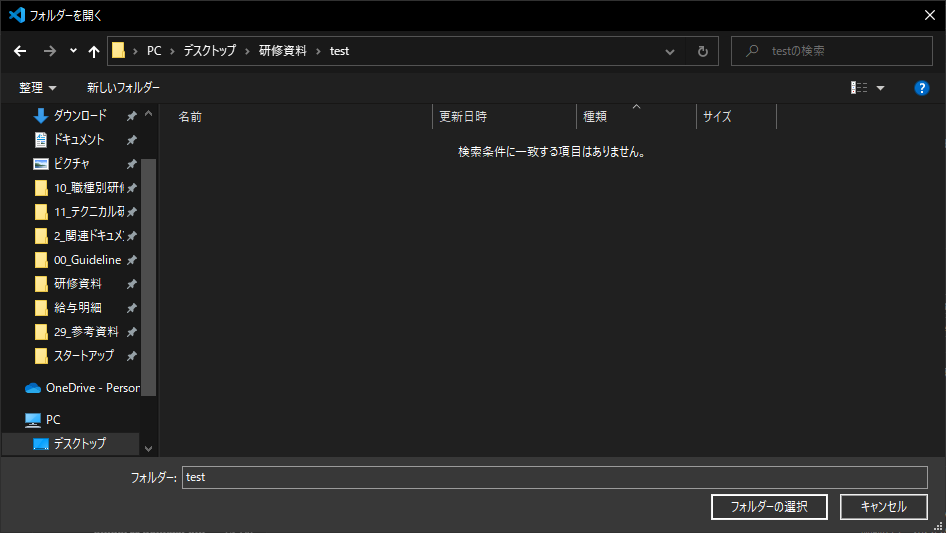 フォルダーを開く
PC > デスクトップ > 研修資料 > test
testの検索
整理 新しいフォルダー ?
ダウンロード
ドキュメント
ピクチャ
10_職種別研修
11_テクニカル研
2_関連ドキュメン
00_Guideline
研修資料
給与明細
29_参考資料
スタートアップ
OneDrive - Person
PC
デスクトップ
名前 更新日時 種類 サイズ
検索条件に一致する項目はありません。
フォルダー: test
フォルダーの選択 キャンセル